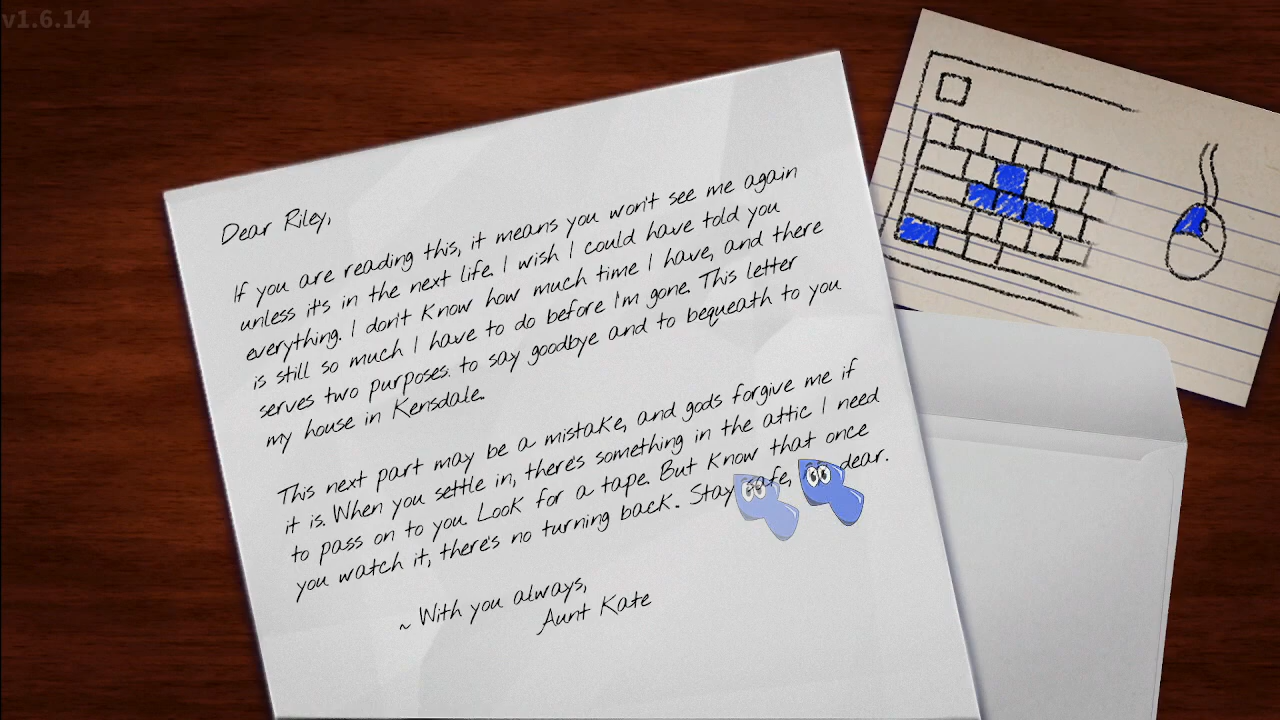 v1.6.14
Dear Riley,
If you are reading this, it means you won't see me again
unless it's in the next life. I wish I could have told you
everything. I don't know how much time I have, and there
is still so much I have to do before I'm gone. This letter
serves two purposes. to say goodbye and to bequeath to you
my house in Kensdale.
This next part may be a mistake, and gods forgive me if
it is. When you settle in, there's something in the attic I need
to pass on to you. Look for a tape. But know that once
you watch it, there's no turning back. Stay safe, dear.
~ With you always,
Aunt Kate